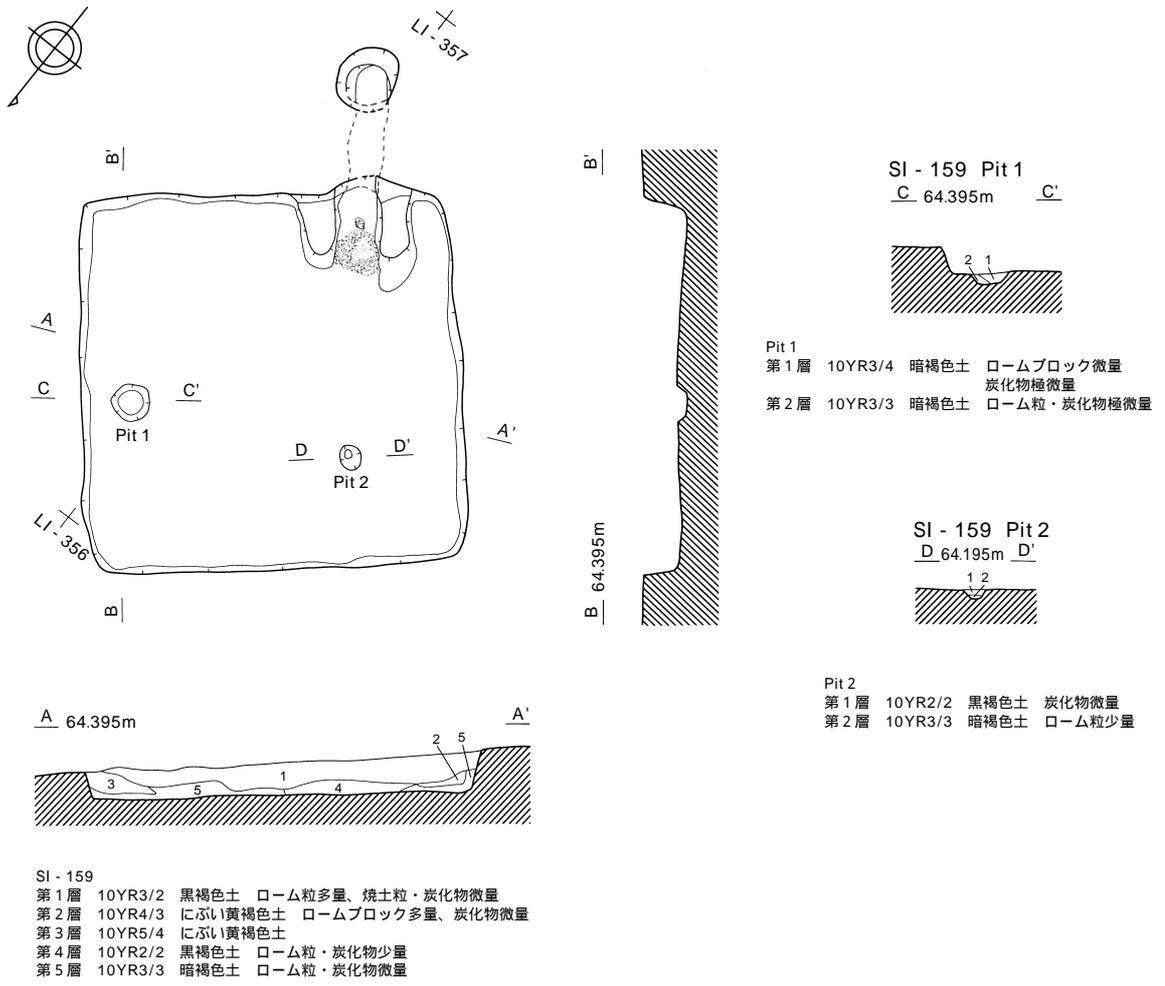 LI - 357
B'
A
C
C'
Pit 1
D
D'
Pit 2
A'
LI - 356
B
B'
B 64.395m
SI - 159 Pit 1
C 64.395m C'
2 1
Pit 1
第1層 10YR3/4 暗褐色土 ロームブロック微量
炭化物極微量
第2層 10YR3/3 暗褐色土 ローム粒・炭化物極微量
SI - 159 Pit 2
D 64.195m D'
1 2
Pit 2
第1層 10YR2/2 黒褐色土 炭化物微量
第2層 10YR3/3 暗褐色土 ローム粒少量
A 64.395m A'
2 5
1
3 5 4
SI - 159
第1層 10YR3/2 黒褐色土 ローム粒多量、焼土粒・炭化物微量
第2層 10YR4/3 にぶい黄褐色土 ロームブロック多量、炭化物微量
第3層 10YR5/4 にぶい黄褐色土
第4層 10YR2/2 黒褐色土 ローム粒・炭化物少量
第5層 10YR3/3 暗褐色土 ローム粒・炭化物微量